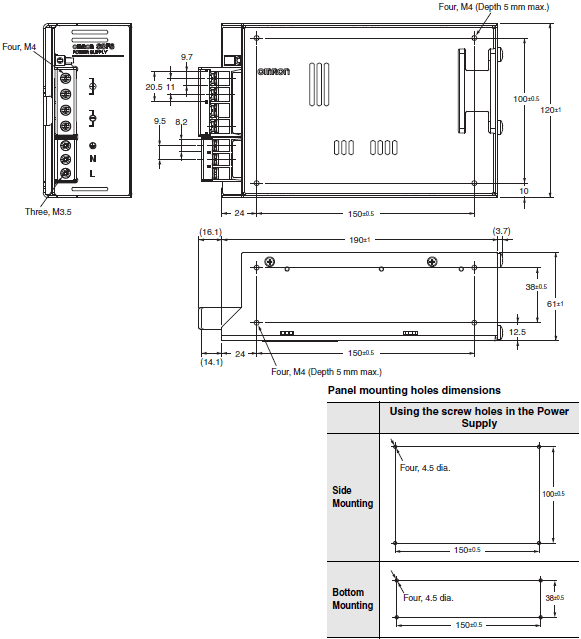 Four, M4 (Depth 5 mm max.)
Four, M4
omron S8FS
POWER SUPPLY
N
L
Three, M3.5
9.7
20.5 11
9.5 8.2
omron
100±0.5
120±1
10
24
150±0.5
(16.1)
190±1
(3.7)
38±0.5
61±1
12.5
(14.1)
24
150±0.5
Four, M4 (Depth 5 mm max.)
Panel mounting holes dimensions
Using the screw holes in the Power
Supply
Side
Mounting
Four, 4.5 dia.
100±0.5
150±0.5
Bottom
Mounting
Four, 4.5 dia.
38±0.5
150±0.5